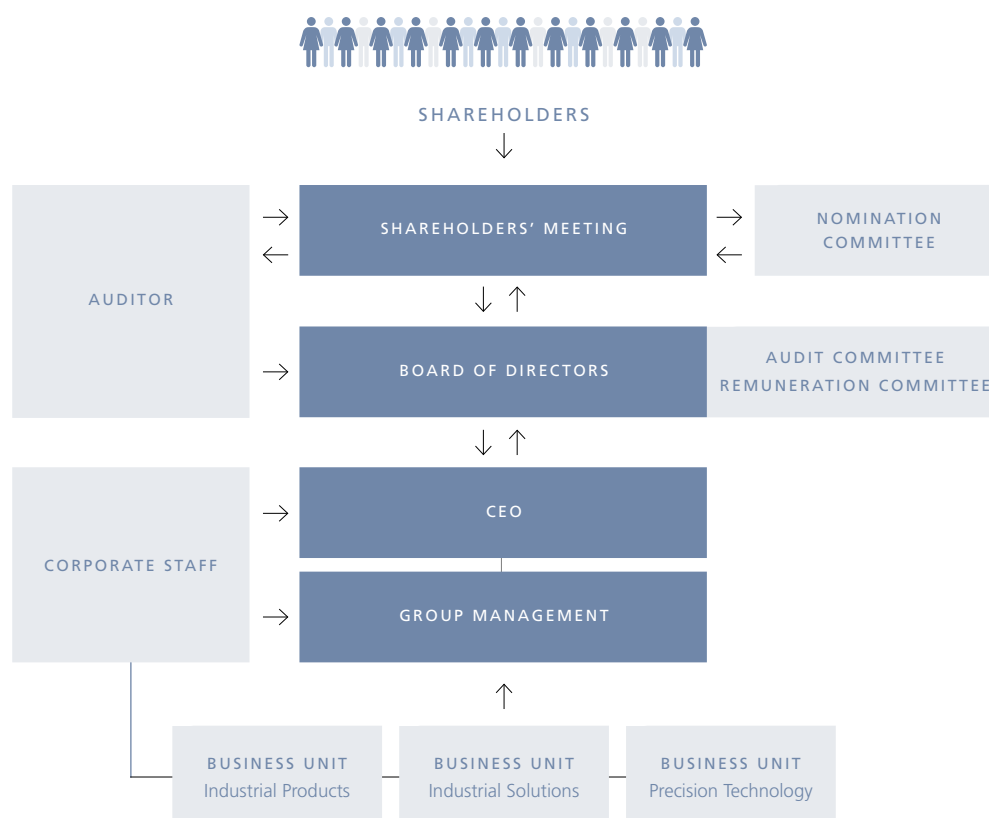 SHAREHOLDERS
SHAREHOLDERS’ MEETING
NOMINATION
COMMITTEE
AUDITOR
BOARD OF DIRECTORS
AUDIT COMMITTEE
REMUNERATION COMMITTEE
CEO
CORPORATE STAFF
GROUP MANAGEMENT
BUSINESS UNIT
Industrial Products
BUSINESS UNIT
Industrial Solutions
BUSINESS UNIT
Precision Technology